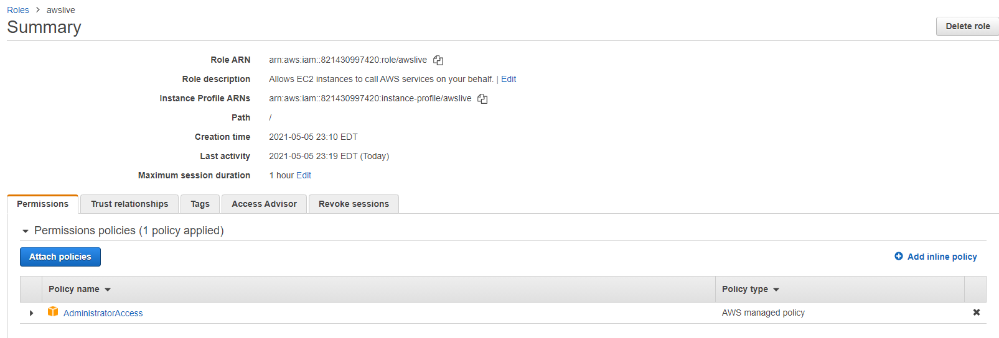 Roles > awslive
Summary
Delete role
Role ARN arn:aws:iam::821430997420:role/awslive
Role description Allows EC2 instances to call AWS services on your behalf. | Edit
Instance Profile ARNs arn:aws:iam::821430997420:instance-profile/awslive
Path /
Creation time 2021-05-05 23:10 EDT
Last activity 2021-05-05 23:19 EDT (Today)
Maximum session duration 1 hour Edit
Permissions Trust relationships Tags Access Advisor Revoke sessions
Permissions policies (1 policy applied)
Attach policies Add inline policy
Policy name Policy type
AdministratorAccess AWS managed policy